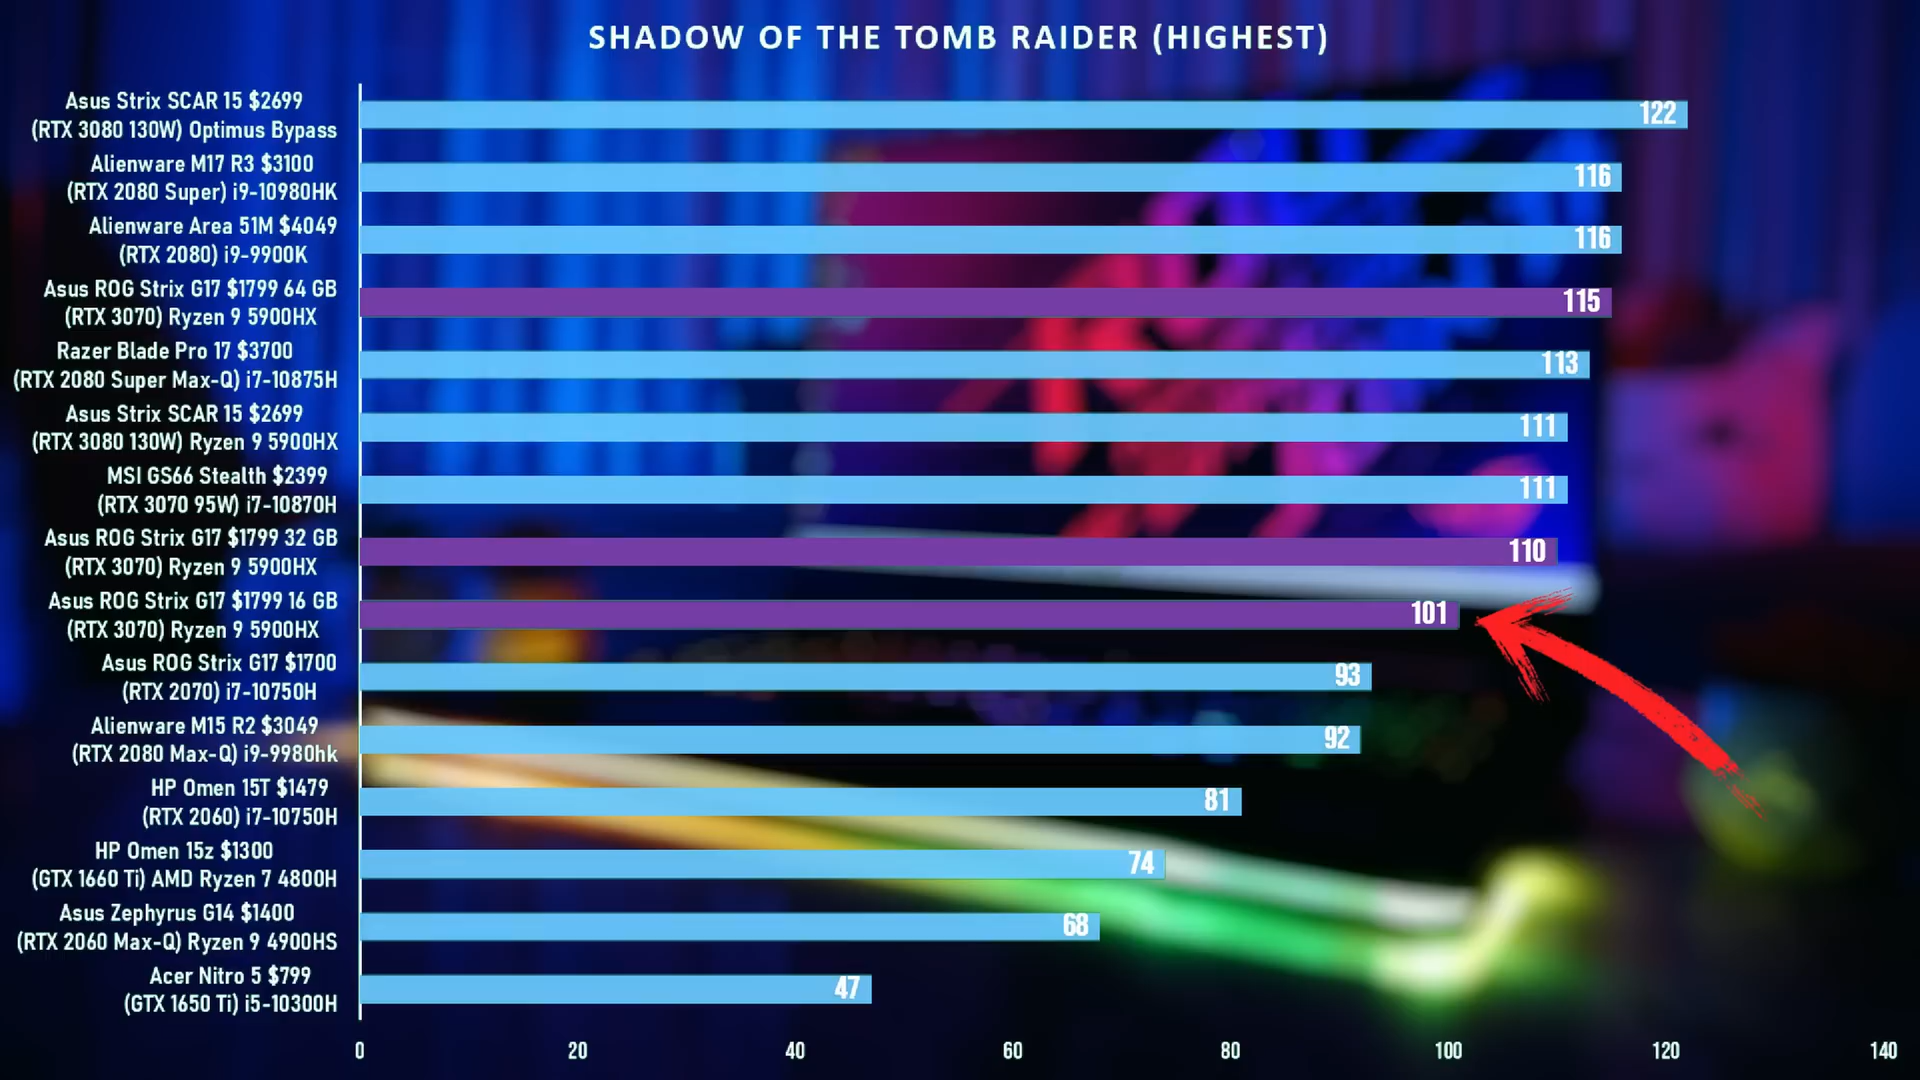 SHADOW OF THE TOMB RAIDER (HIGHEST)
Asus Strix SCAR 15 $2699
(RTX 3080 130W) Optimus Bypass
122
Alienware M17 R3 $3100
(RTX 2080 Super) i9-10980HK
116
Alienware Area 51M $4049
(RTX 2080) i9-9900K
116
Asus ROG Strix G17 $1799 64 GB
(RTX 3070) Ryzen 9 5900HX
115
Razer Blade Pro 17 $3700
(RTX 2080 Super Max-Q) i7-10875H
113
Asus Strix SCAR 15 $2699
(RTX 3080 130W) Ryzen 9 5900HX
111
MSI GS66 Stealth $2399
(RTX 3070 95W) i7-10870H
111
Asus ROG Strix G17 $1799 32 GB
(RTX 3070) Ryzen 9 5900HX
110
Asus ROG Strix G17 $1799 16 GB
(RTX 3070) Ryzen 9 5900HX
101
Asus ROG Strix G17 $1700
(RTX 2070) i7-10750H
93
Alienware M15 R2 $3049
(RTX 2080 Max-Q) i9-9980hk
92
HP Omen 15T $1479
(RTX 2060) i7-10750H
81
HP Omen 15z $1300
(GTX 1660 Ti) AMD Ryzen 7 4800H
74
Asus Zephyrus G14 $1400
(RTX 2060 Max-Q) Ryzen 9 4900HS
68
Acer Nitro 5 $799
(GTX 1650 Ti) i5-10300H
47
0 20 40 60 80 100 120 140